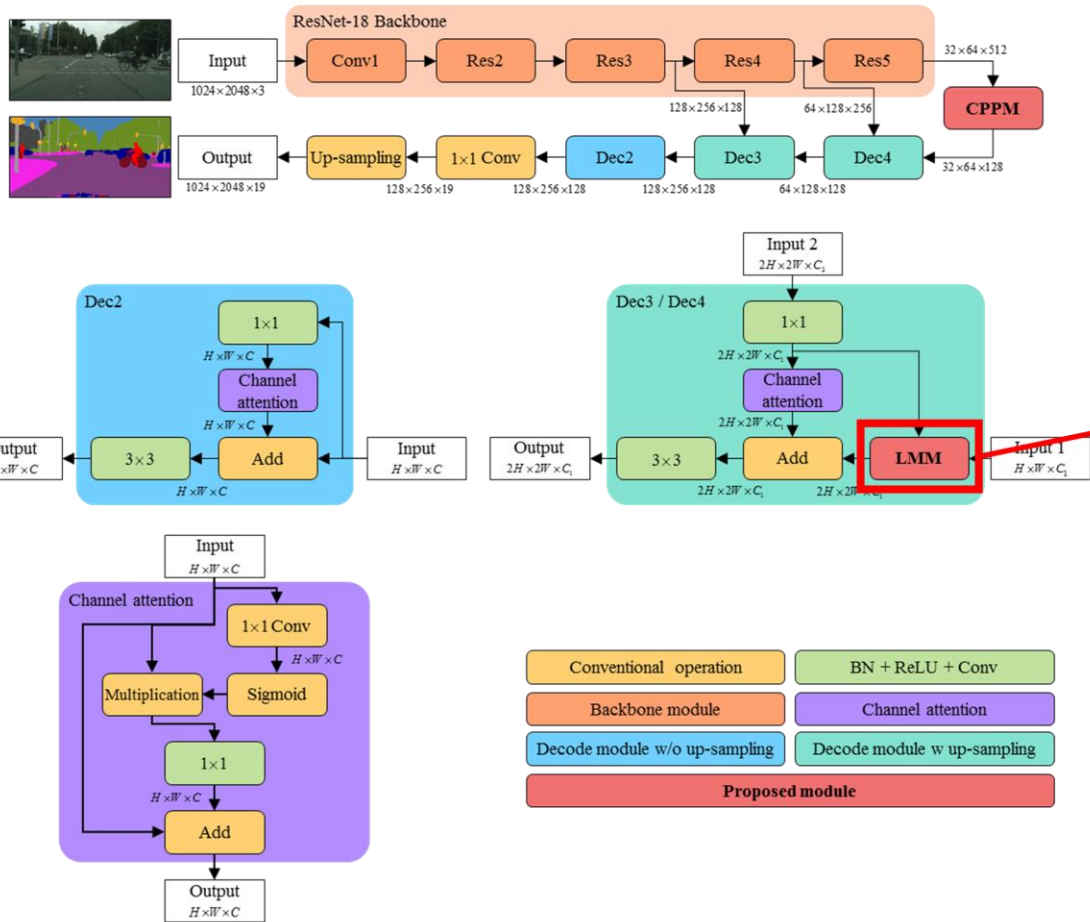 ResNet-18 Backbone
Input
1024×2048×3
Conv1
Res2
Res3
Res4
Res5
32×64×512
128×256×128
64×128×256
CPPM
Output
1024×2048×19
Up-sampling
128×256×19
1×1 Conv
128×256×128
Dec2
128×256×128
Dec3
64×128×128
Dec4
32×64×128
Dec2
1×1
H×W×C
Channel
attention
H×W×C
Output
×W×C
3×3
H×W×C
Add
Input
H×W×C
Input 2
2H×2W×C₂
Dec3 / Dec4
1×1
2H×2W×C₁
Channel
attention
2H×2W×C₁
Output
2H×2W×C₁
3×3
2H×2W×C₁
Add
2H×2W×C₁
LMM
Input 1
H×W×C₁
Input
H×W×C
Channel attention
1×1 Conv
H×W×C
Multiplication
Sigmoid
1×1
H×W×C
Add
Output
H×W×C
Conventional operation
BN + ReLU + Conv
Backbone module
Channel attention
Decode module w/o up-sampling
Decode module w up-sampling
Proposed module